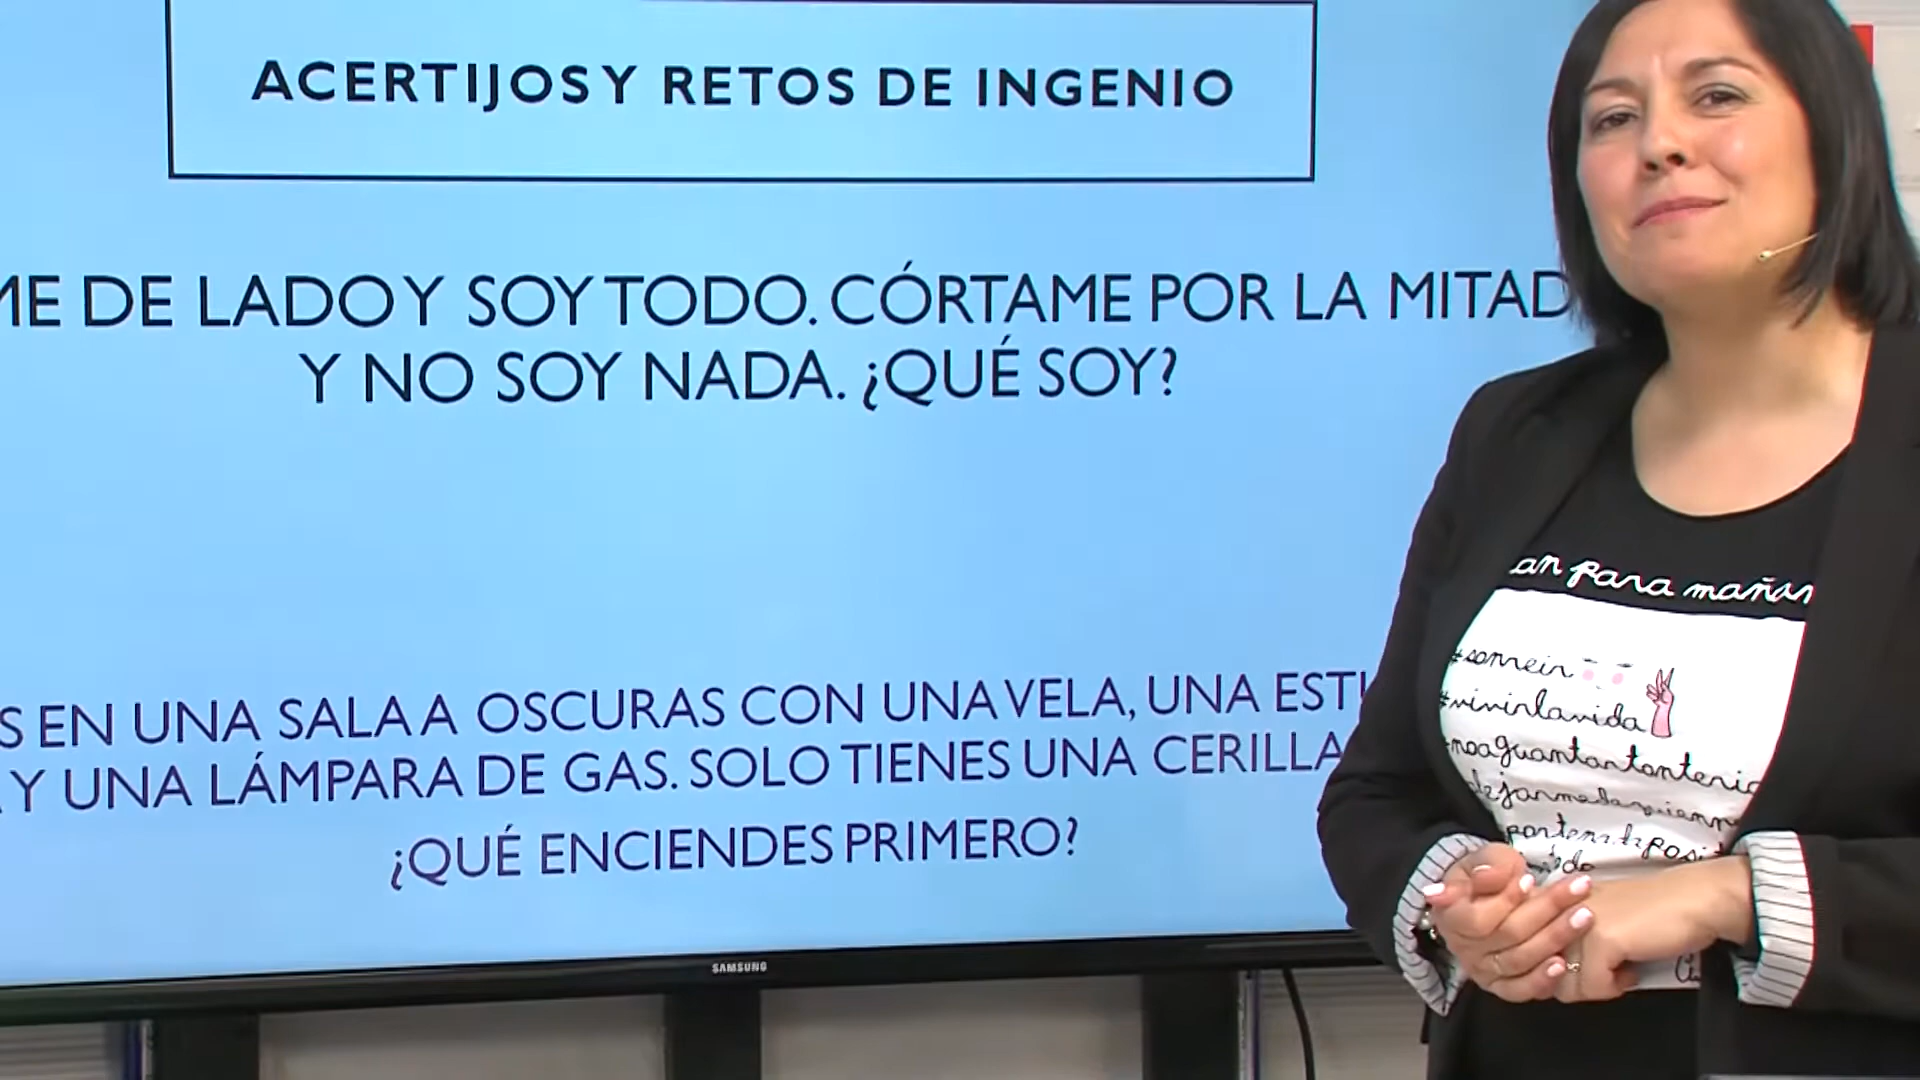 ACERTIJOS Y RETOS DE INGENIO
DE LADO Y SOY TODO. CÓRTAME POR LA MITAD
Y NO SOY NADA. ¿QUÉ SOY?
EN UNA SALA A OSCURAS CON UNA VELA, UNA
Y UNA LÁMPARA DE GAS. SOLO TIENES UNA CERILLA
¿QUÉ ENCIENDES PRIMERO?
SAMSUNG
para
#sonreir
#vivirlavida